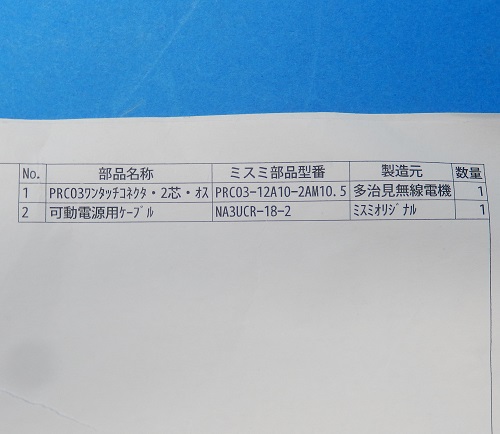 No. 部品名称 ミスミ部品型番 製造元 数量
1 PRC03ﾜﾝﾀｯﾁｺﾈｸﾀ・2芯・ｵｽ PRC03-12A10-2AM10.5 多治見無線電機 1
2 可動電源用ｹｰﾌﾞﾙ NA3UCR-18-2 ﾐｽﾐｵﾘｼﾞﾅﾙ 1